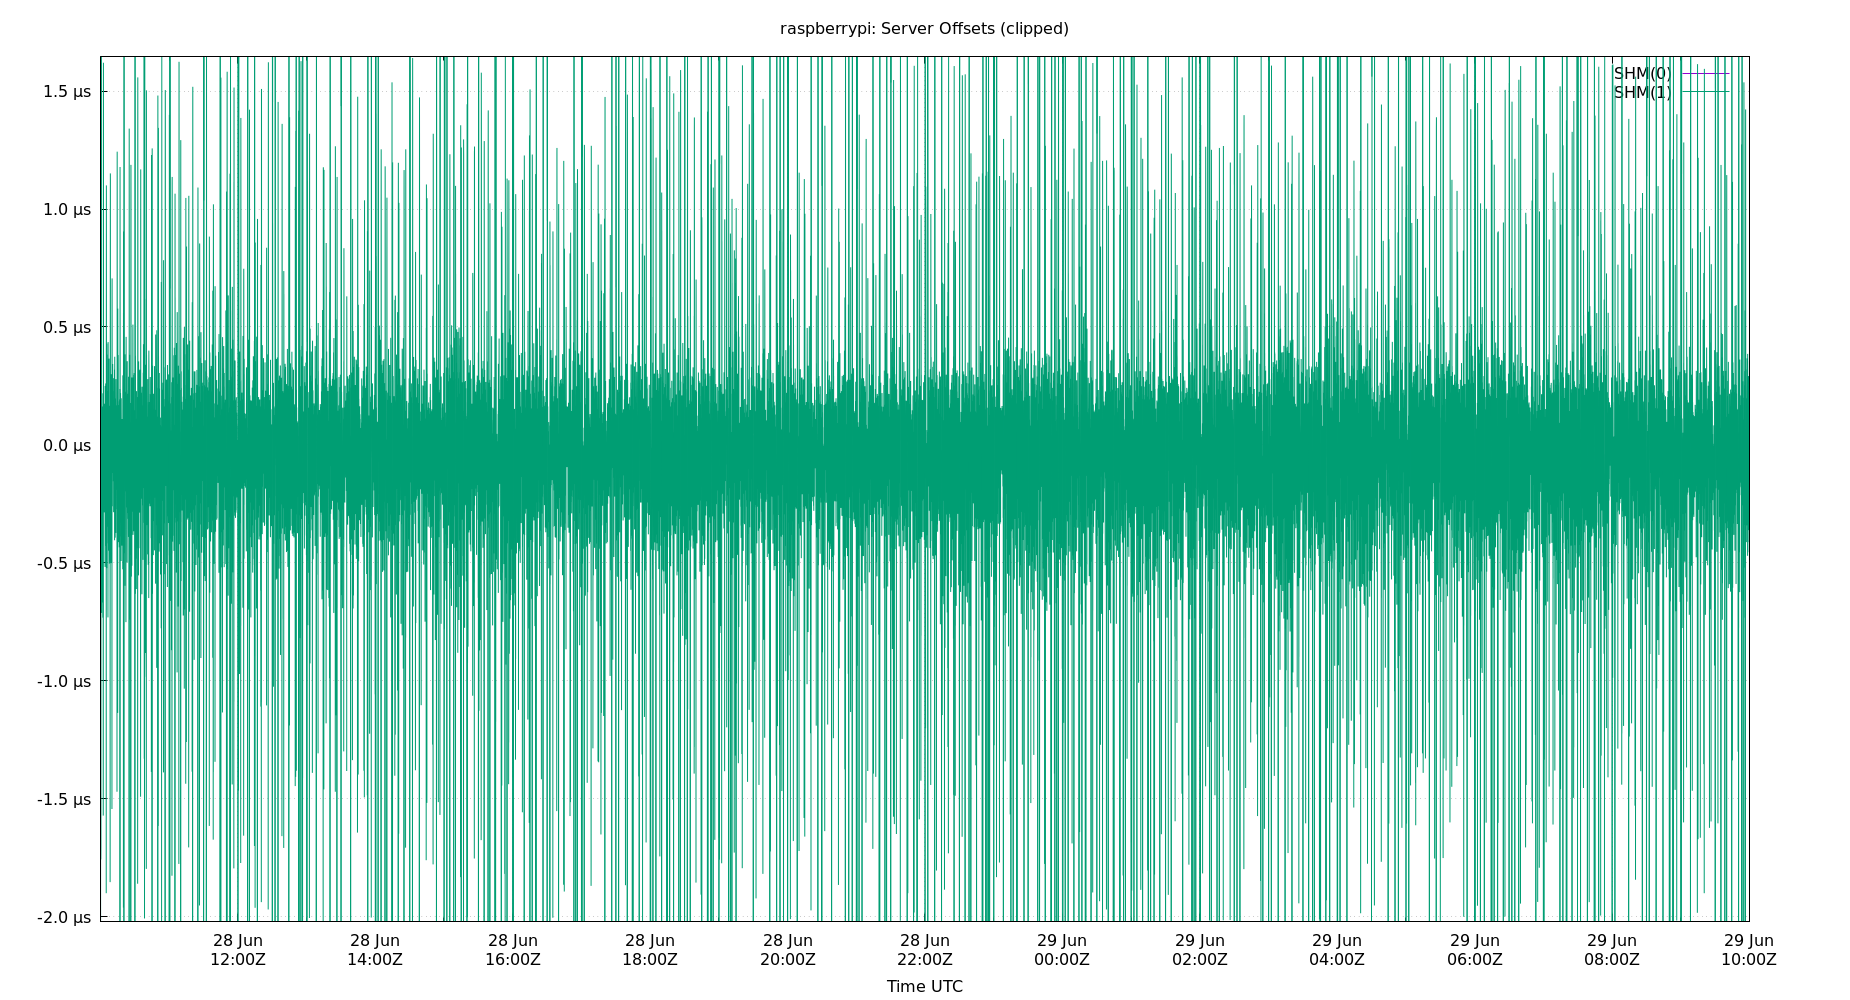 raspberrypi: Server Offsets (clipped)
SHM(0)
SHM(1)
1.5 µs
1.0 µs
0.5 µs
0.0 µs
-0.5 µs
-1.0 µs
-1.5 µs
-2.0 µs
28 Jun 28 Jun 28 Jun 28 Jun 28 Jun 28 Jun 29 Jun 29 Jun 29 Jun 29 Jun 29 Jun 29 Jun
12:00Z 14:00Z 16:00Z 18:00Z 20:00Z 22:00Z 00:00Z 02:00Z 04:00Z 06:00Z 08:00Z 10:00Z
Time UTC